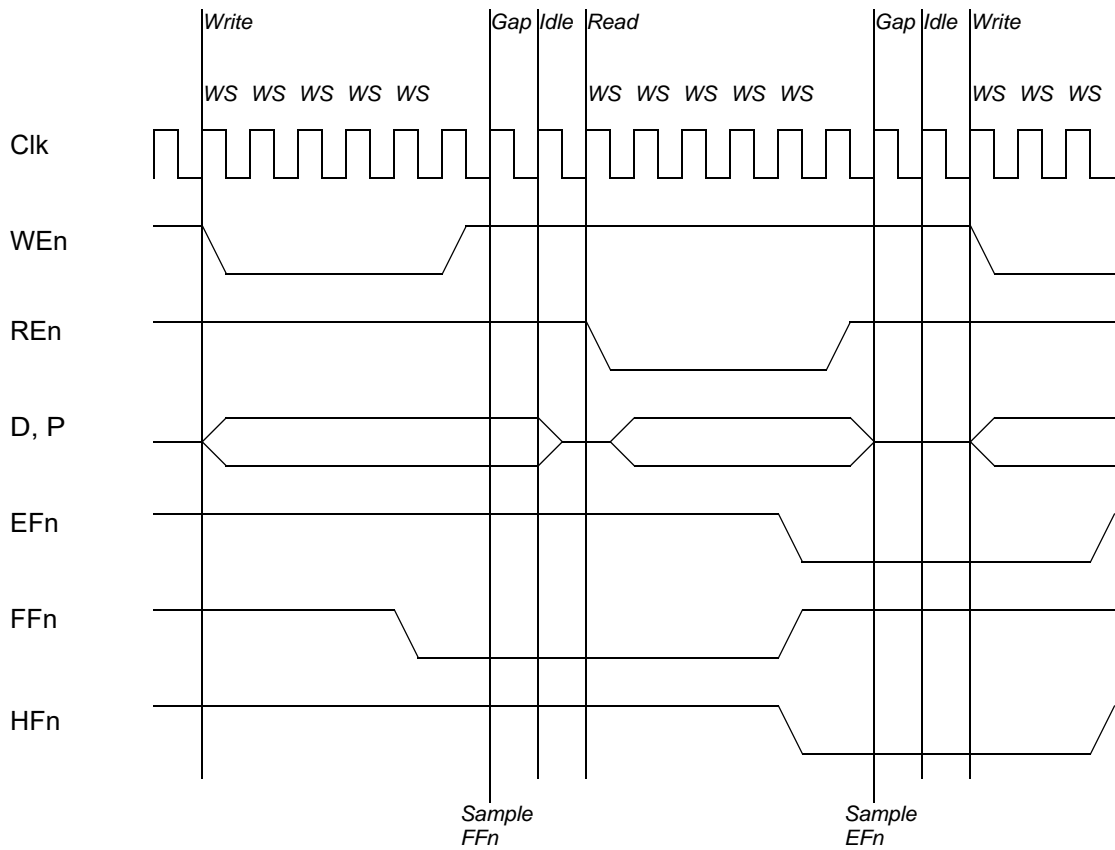 Write Gap Idle Read Gap Idle Write
WS WS WS WS WS WS WS WS WS WS WS WS WS
Clk
WEn
REn
D, P
EFn
FFn
HFn
Sample Sample
FFn EFn